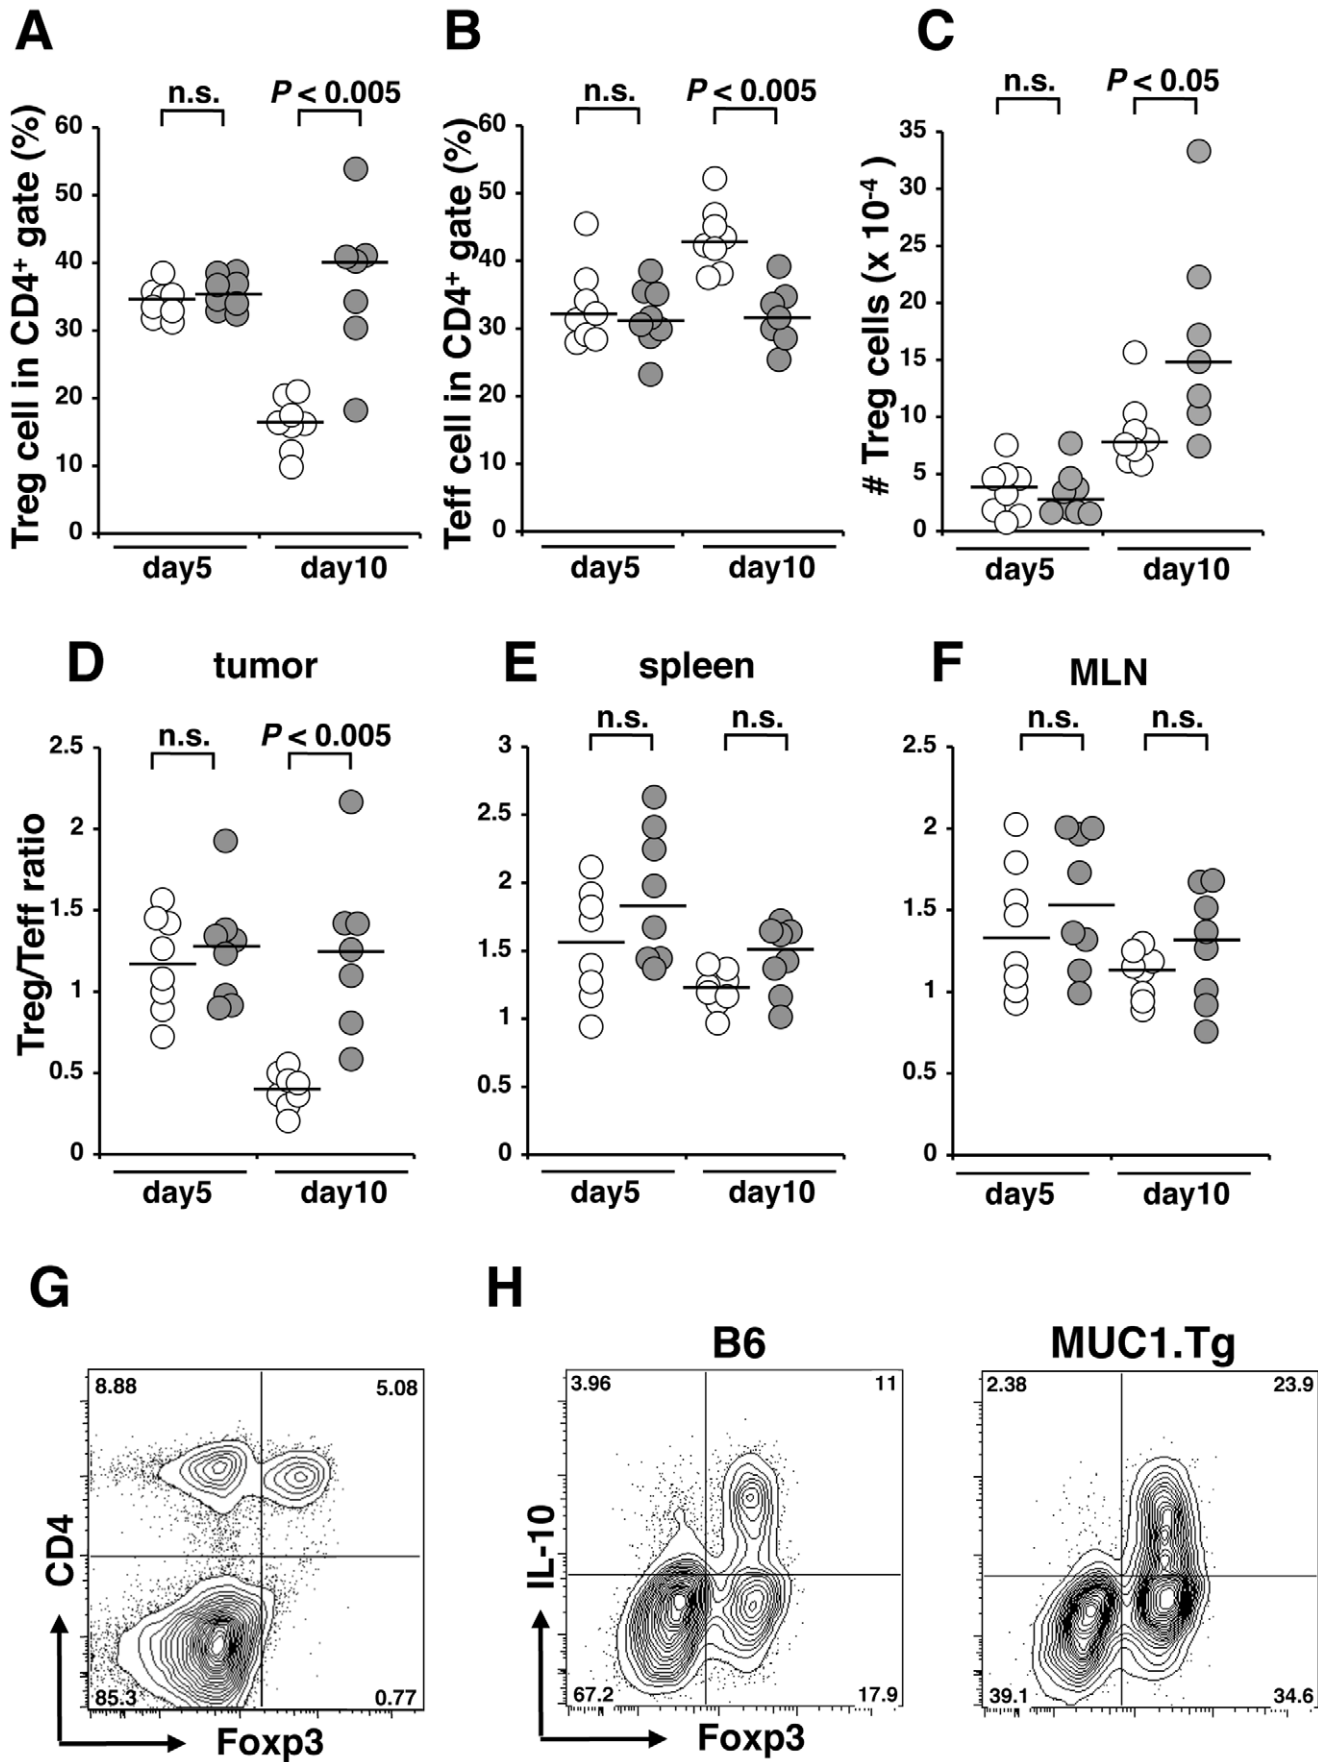 A
B
C
n.s.
P < 0.005
n.s.
P < 0.005
n.s.
P < 0.05
Treg cell in CD4+ gate (%)
60
50
40
30
20
10
0
day5
day10
Teff cell in CD4+ gate (%)
60
50
40
30
20
10
0
day5
day10
# Treg cells (x 10-4 )
35
30
25
20
15
10
5
0
day5
day10
D
tumor
E
spleen
F
MLN
n.s.
P < 0.005
n.s.
n.s.
n.s.
n.s.
Treg/Teff ratio
2.5
2
1.5
1
0.5
0
day5
day10
3
2.5
2
1.5
1
0.5
0
day5
day10
2.5
2
1.5
1
0.5
0
day5
day10
G
8.88
5.08
85.3
0.77
CD4
Foxp3
H
B6
3.96
11
67.2
17.9
IL-10
Foxp3
MUC1.Tg
2.38
23.9
39.1
34.6